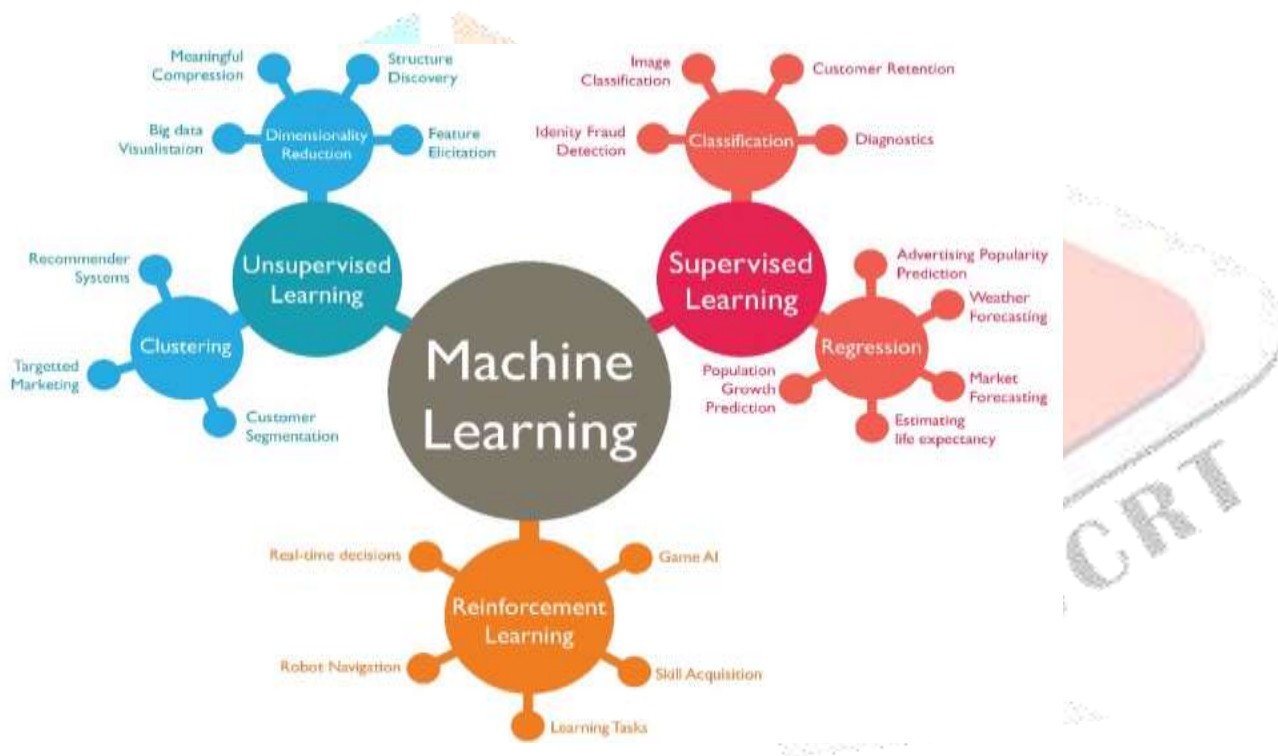 Meaningful
Compression
Structure
Discovery
Big data
Visualistaion
Dimensionality
Reduction
Feature
Elicitation
Unsupervised
Learning
Recommender
Systems
Clustering
Targetted
Marketing
Customer
Segmentation
Machine
Learning
Image
Classification
Customer Retention
Idenity Fraud
Detection
Classification
Diagnostics
Supervised
Learning
Advertising Popularity
Prediction
Weather
Forecasting
Regression
Population
Growth
Prediction
Market
Forecasting
Estimating
life expectancy
Real-time decisions
Game AI
Reinforcement
Learning
Robot Navigation
Skill Acquisition
Learning Tasks
CRT